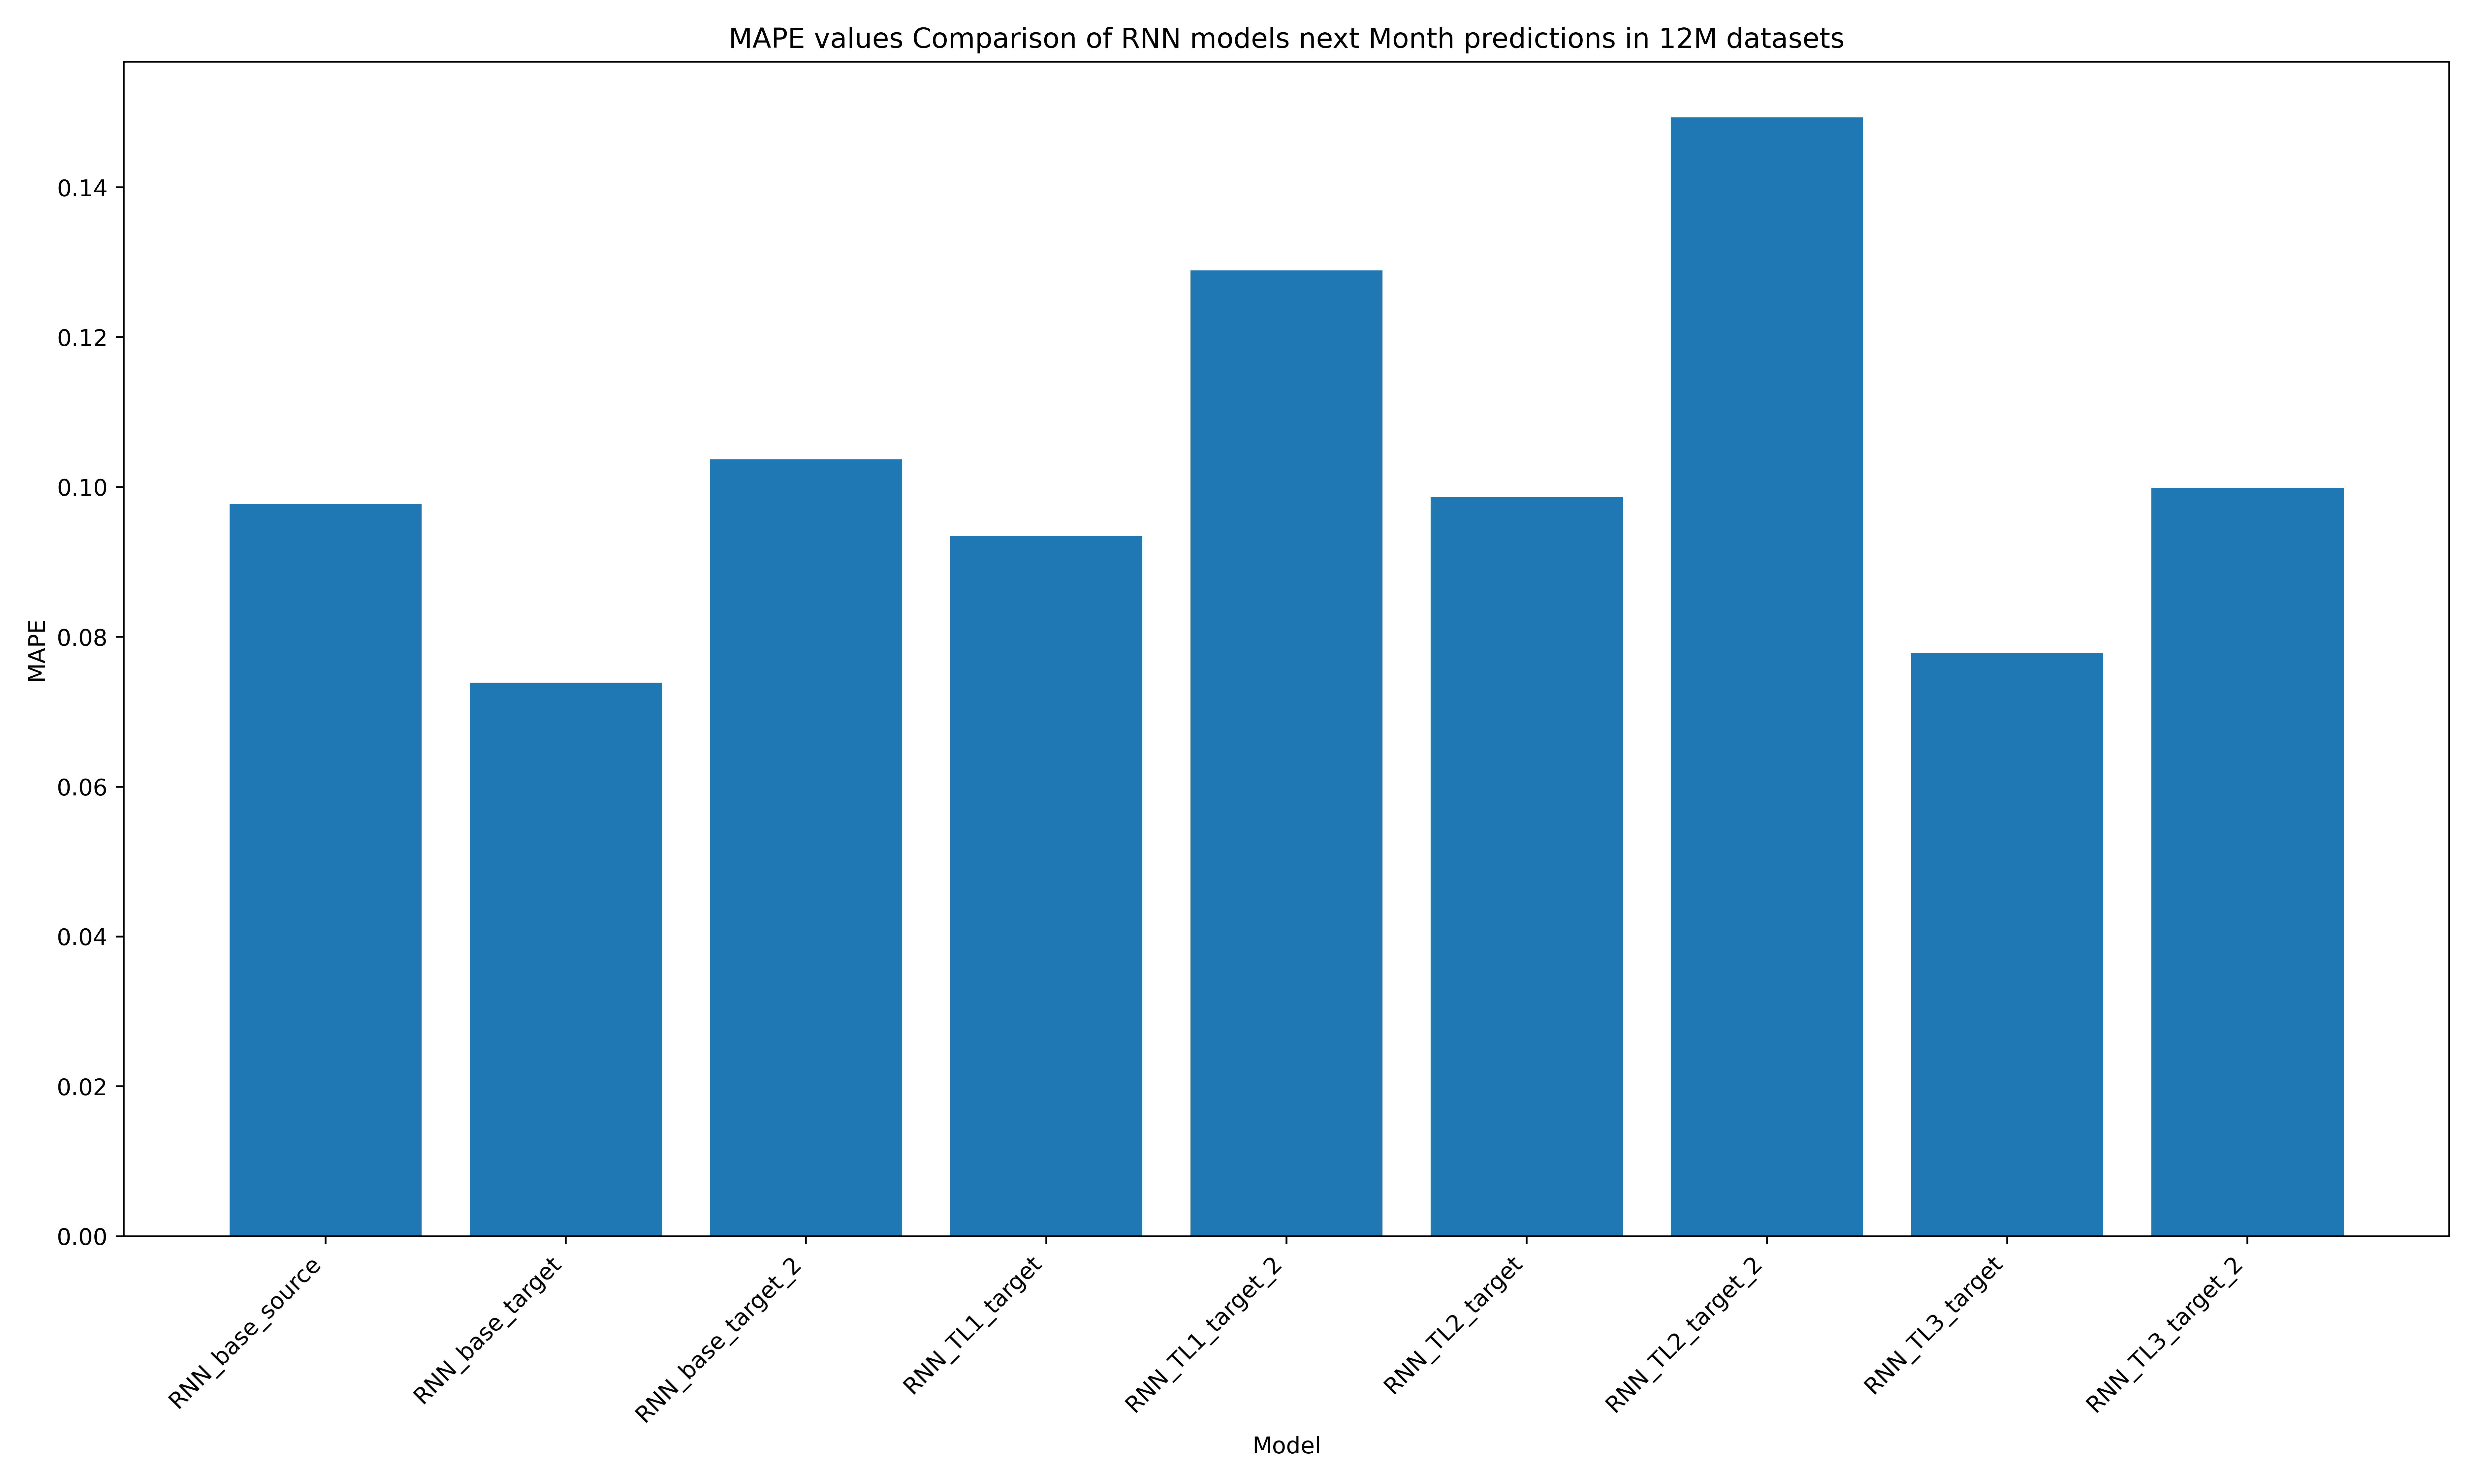 MAPE values Comparison of RNN models next Month predictions in 12M datasets
MAPE
0.14
0.12
0.10
0.08
0.06
0.04
0.02
0.00
RNN_base_source
RNN_base_target
RNN_base_target_2
RNN_TL1_target
RNN_TL1_target_2
RNN_TL2_target
RNN_TL2_target_2
RNN_TL3_target
RNN_TL3_target_2
Model